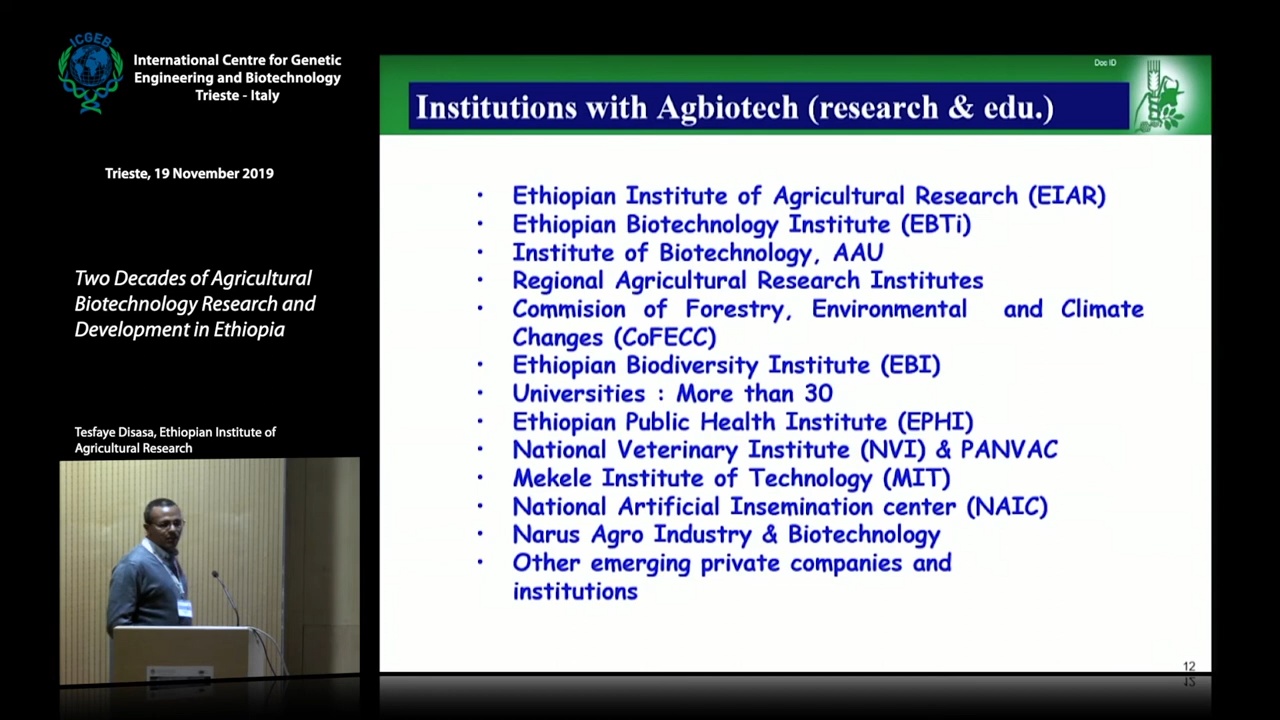 ICGEB
International Centre for Genetic
Engineering and Biotechnology
Trieste - Italy
Trieste, 19 November 2019
Two Decades of Agricultural
Biotechnology Research and
Development in Ethiopia
Tesfaye Disasa, Ethiopian Institute of
Agricultural Research
Doc ID
Institutions with Agbiotech (research & edu.)
· Ethiopian Institute of Agricultural Research (EIAR)
· Ethiopian Biotechnology Institute (EBTi)
· Institute of Biotechnology, AAU
· Regional Agricultural Research Institutes
· Commision of Forestry, Environmental and Climate
Changes (CoFECC)
· Ethiopian Biodiversity Institute (EBI)
· Universities : More than 30
· Ethiopian Public Health Institute (EPHI)
· National Veterinary Institute (NVI) & PANVAC
· Mekele Institute of Technology (MIT)
· National Artificial Insemination center (NAIC)
· Narus Agro Industry & Biotechnology
· Other emerging private companies and
institutions
12